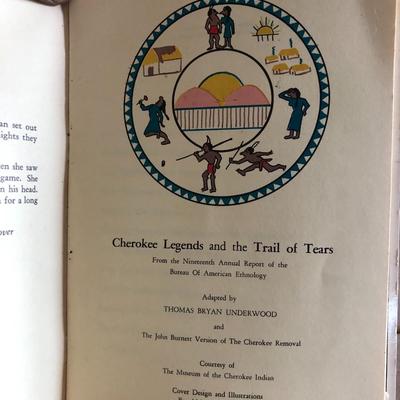 an set out
ights they
en she saw
game. She
n his head.
for a long
over
Cherokee Legends and the Trail of Tears
From the Nineteenth Annual Report of the
Bureau Of American Ethnology
Adapted by
THOMAS BRYAN UNDERWOOD
and
The John Burnett Version of The Cherokee Removal
Courtesy of
The Museum of the Cherokee Indian
Cover Design and Illustrations